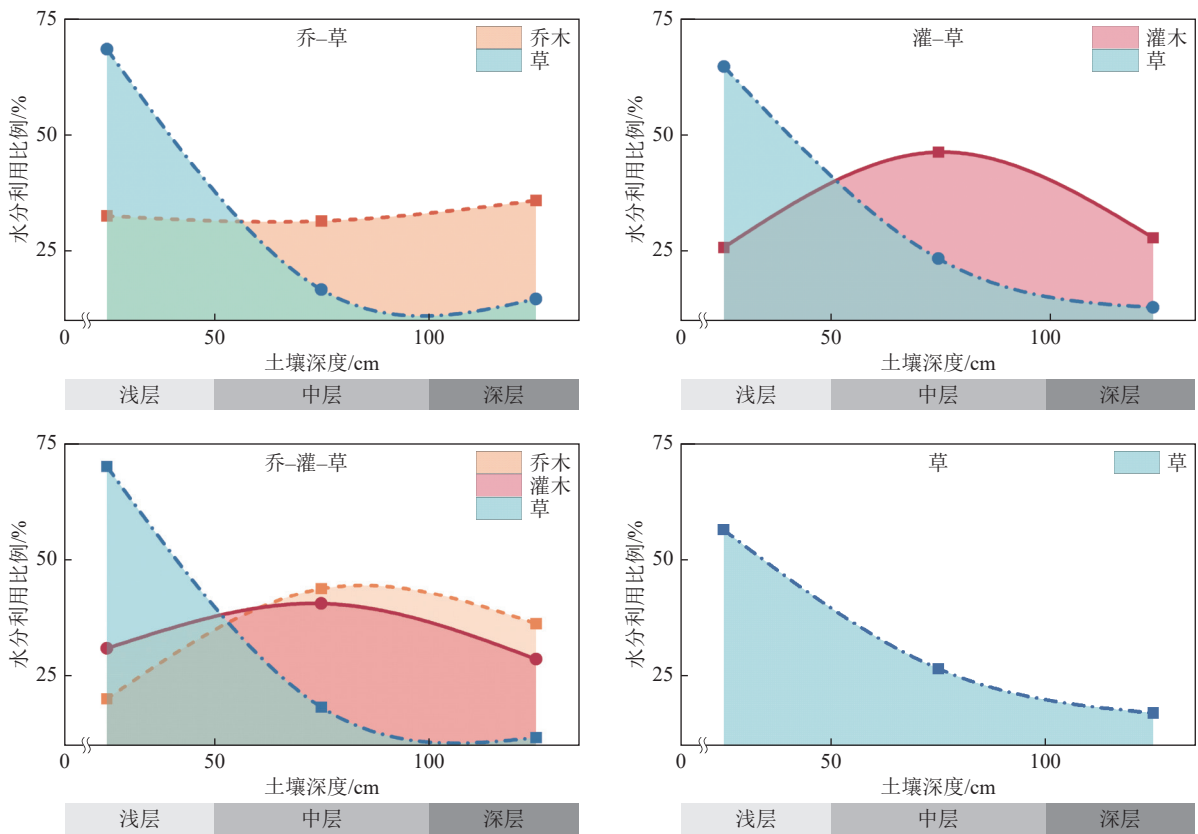 乔–草
乔木
草
75
50
25
0
50
100
水分利用比例/%
土壤深度/cm
浅层 中层 深层
灌–草
灌木
草
75
50
25
0
50
100
水分利用比例/%
土壤深度/cm
浅层 中层 深层
乔–灌–草
乔木
灌木
草
75
50
25
0
50
100
水分利用比例/%
土壤深度/cm
浅层 中层 深层
草
草
75
50
25
0
50
100
水分利用比例/%
土壤深度/cm
浅层 中层 深层